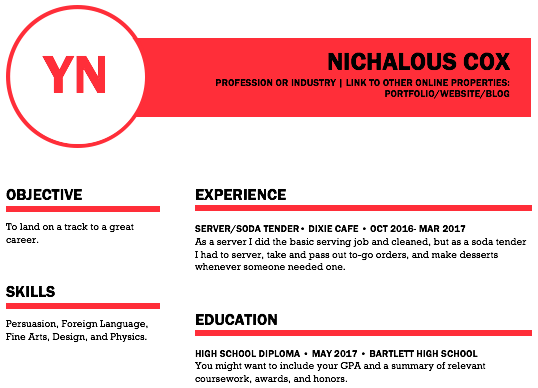 YN
NICHALOUS COX
PROFESSION OR INDUSTRY | LINK TO OTHER ONLINE PROPERTIES:
PORTFOLIO/WEBSITE/BLOG
OBJECTIVE
To land on a track to a great
career.
SKILLS
Persuasion, Foreign Language,
Fine Arts, Design, and Physics.
EXPERIENCE
SERVER/SODA TENDER• DIXIE CAFE • OCT 2016- MAR 2017
As a server I did the basic serving job and cleaned, but as a soda tender
I had to server, take and pass out to-go orders, and make desserts
whenever someone needed one.
EDUCATION
HIGH SCHOOL DIPLOMA • MAY 2017 • BARTLETT HIGH SCHOOL
You might want to include your GPA and a summary of relevant
coursework, awards, and honors.